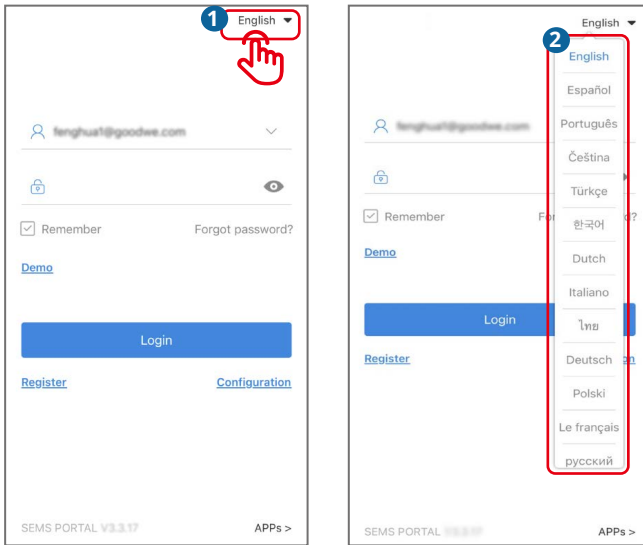 1
English
fenghua1@goodwe.com
Remember
Forgot password?
Demo
Login
Register
Configuration
SEMS PORTAL V3.3.17
APPs >
2
English
English
Español
Português
Čeština
Türkçe
한국어
Dutch
Italiano
ไทย
Deutsch
Polski
Le français
русский
fenghua1@goodwe.com
Remember
Demo
Login
Register
SEMS PORTAL
APPs >